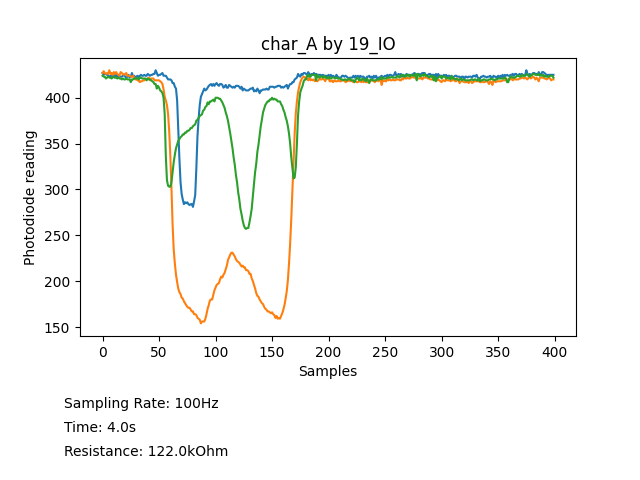 char_A by 19_IO
Photodiode reading
400
350
300
250
200
150
0 50 100 150 200 250 300 350 400
Samples
Sampling Rate: 100Hz
Time: 4.0s
Resistance: 122.0kOhm